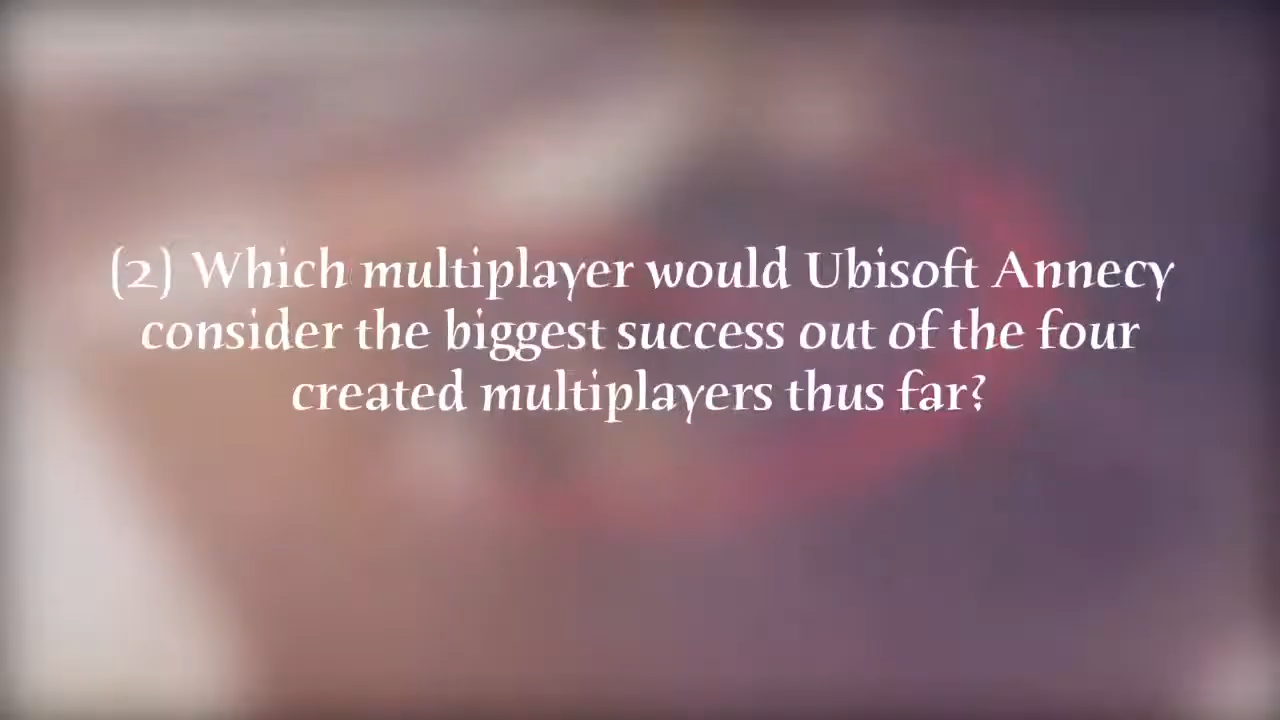 (2) Which multiplayer would Ubisoft Annecy
consider the biggest success out of the four
created multiplayers thus far?